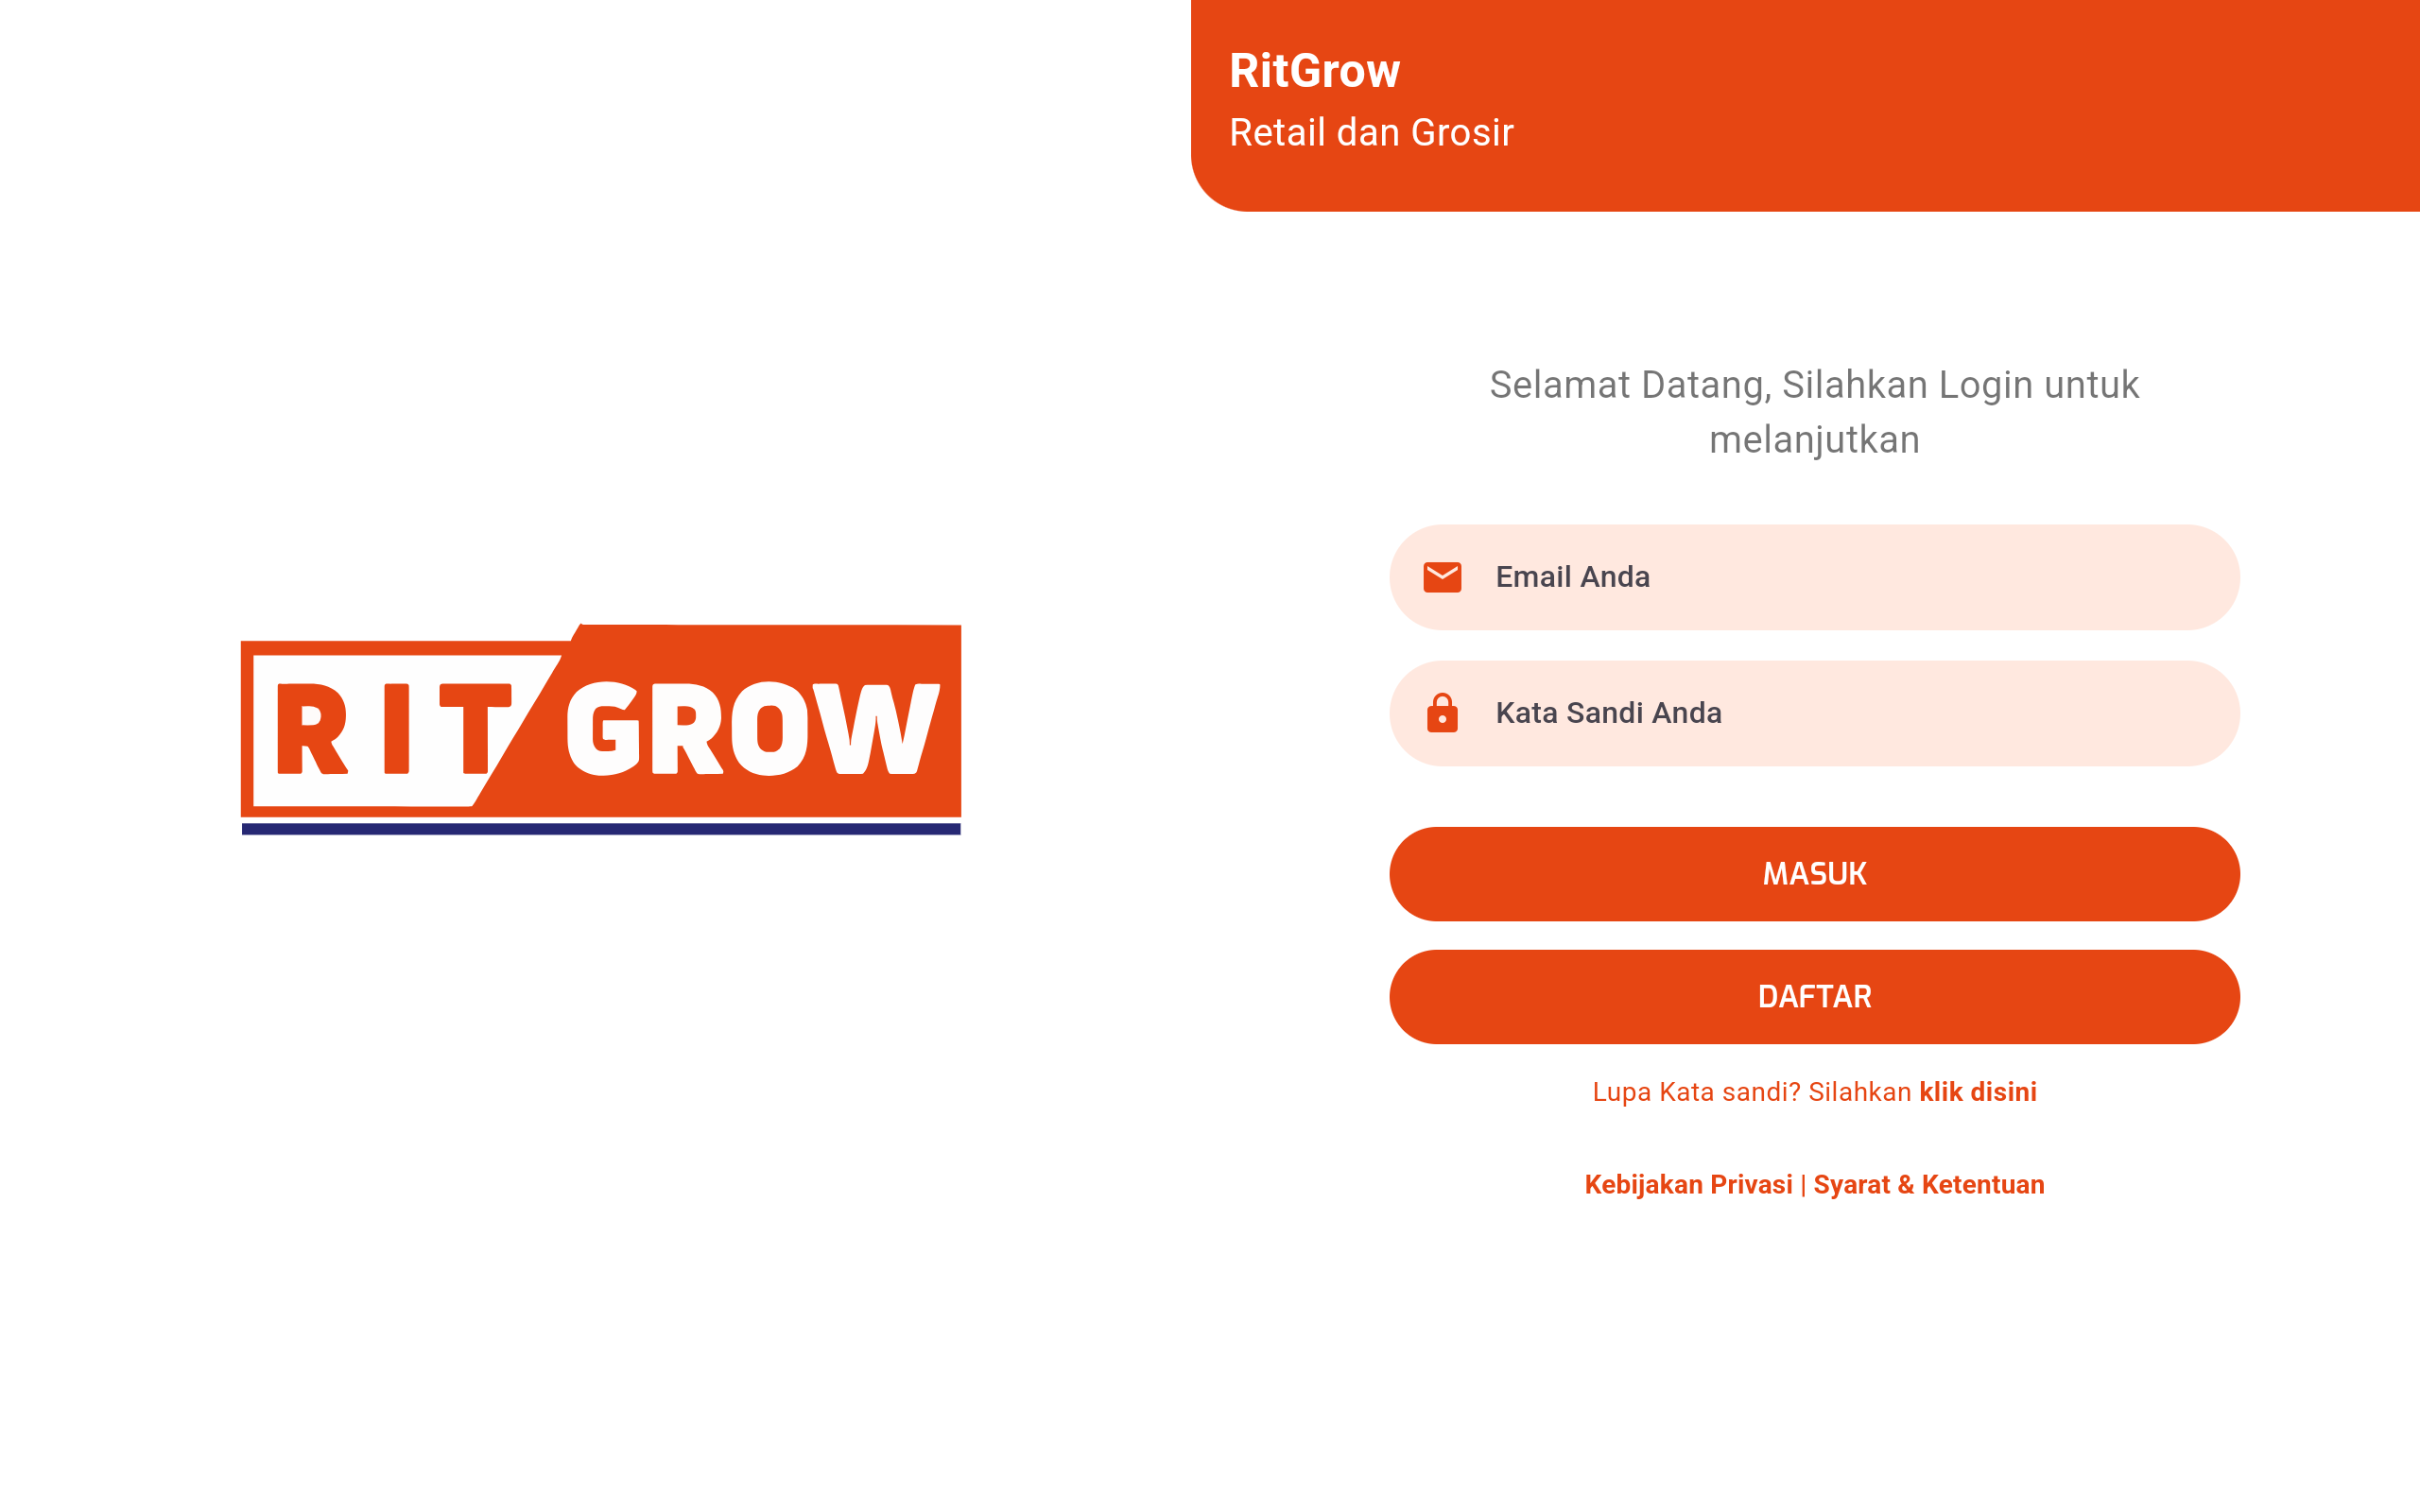 RitGrow
Retail dan Grosir
RIT GROW
Selamat Datang, Silahkan Login untuk
melanjutkan
Email Anda
Kata Sandi Anda
MASUK
DAFTAR
Lupa Kata sandi? Silahkan klik disini
Kebijakan Privasi | Syarat & Ketentuan